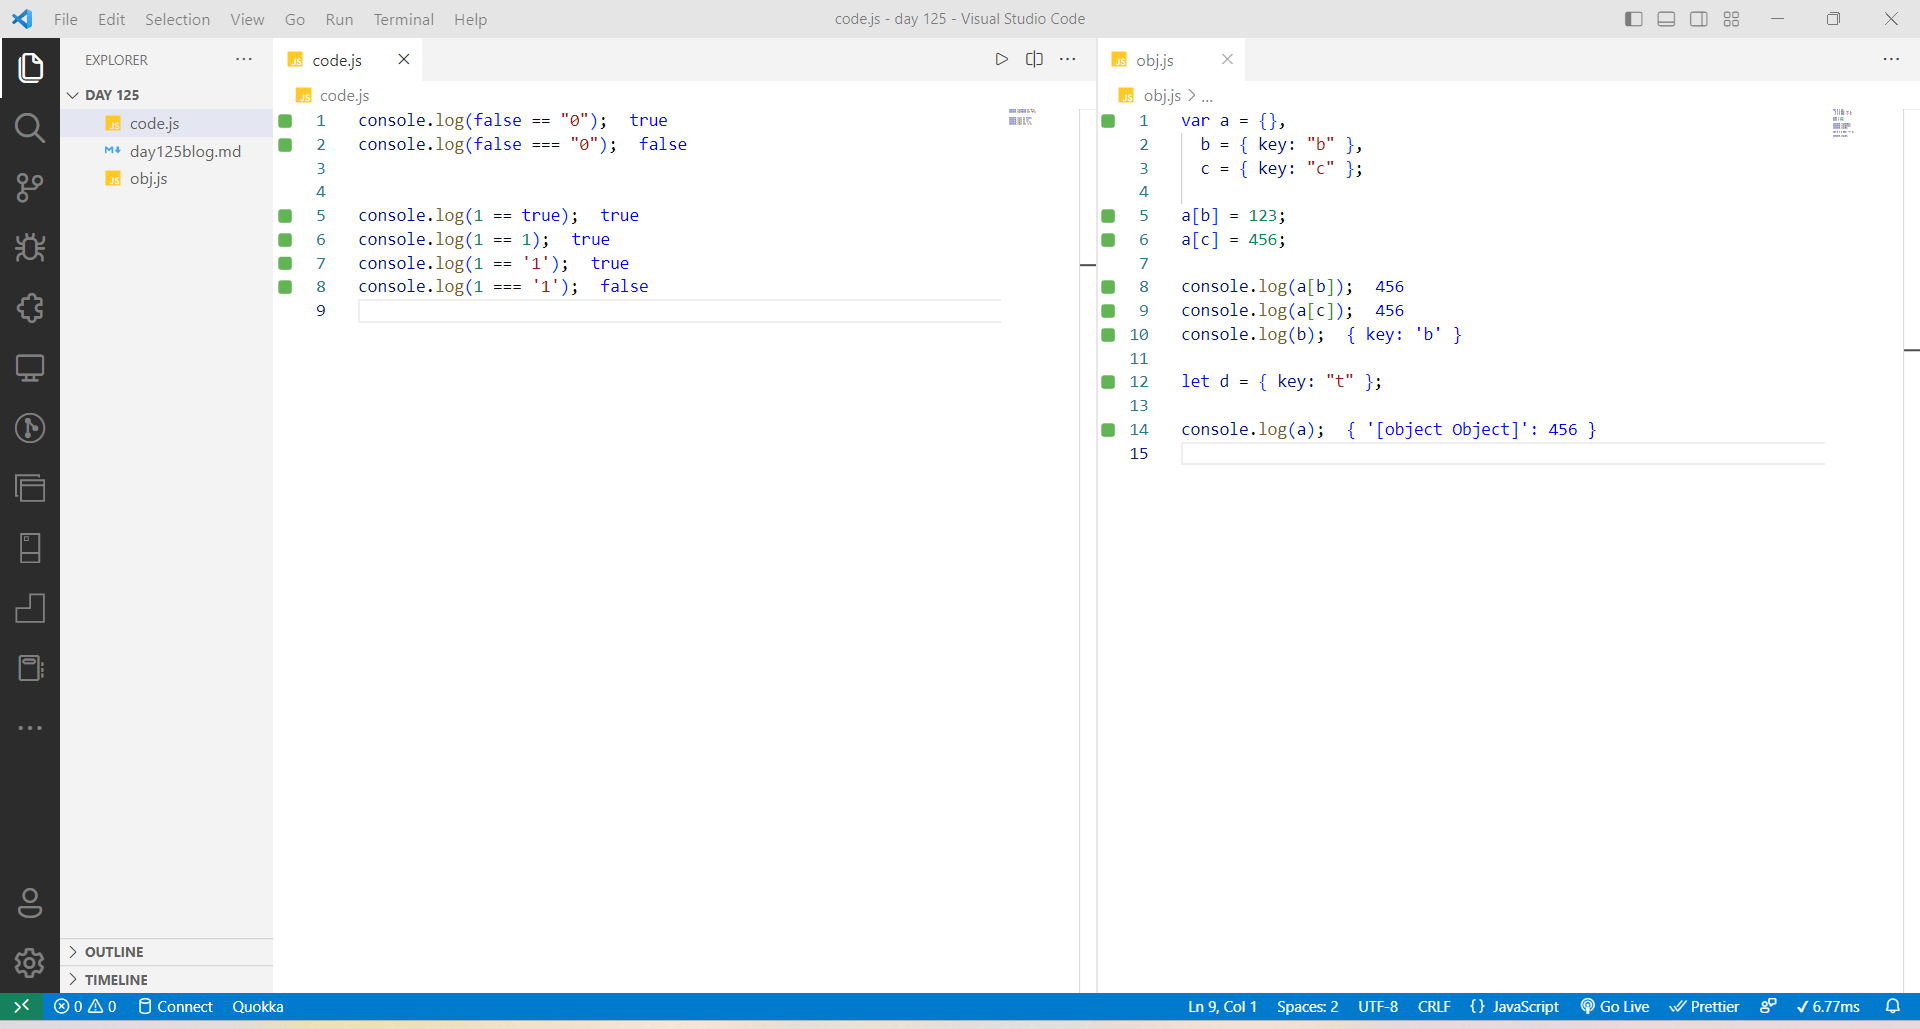 File Edit Selection View Go Run Terminal Help code.js - day 125 - Visual Studio Code
EXPLORER
DAY 125
JS code.js
day125blog.md
JS obj.js
OUTLINE
TIMELINE
JS code.js
JS code.js
1 console.log(false == "0"); true
2 console.log(false === "0"); false
3
4
5 console.log(1 == true); true
6 console.log(1 == 1); true
7 console.log(1 == '1'); true
8 console.log(1 === '1'); false
9
JS obj.js
JS obj.js > ...
1 var a = {},
2 b = { key: "b" },
3 c = { key: "c" };
4
5 a[b] = 123;
6 a[c] = 456;
7
8 console.log(a[b]); 456
9 console.log(a[c]); 456
10 console.log(b); { key: 'b' }
11
12 let d = { key: "t" };
13
14 console.log(a); { '[object Object]': 456 }
15
0 0 Connect Quokka Ln 9, Col 1 Spaces: 2 UTF-8 CRLF {} JavaScript Go Live Prettier 6.77ms